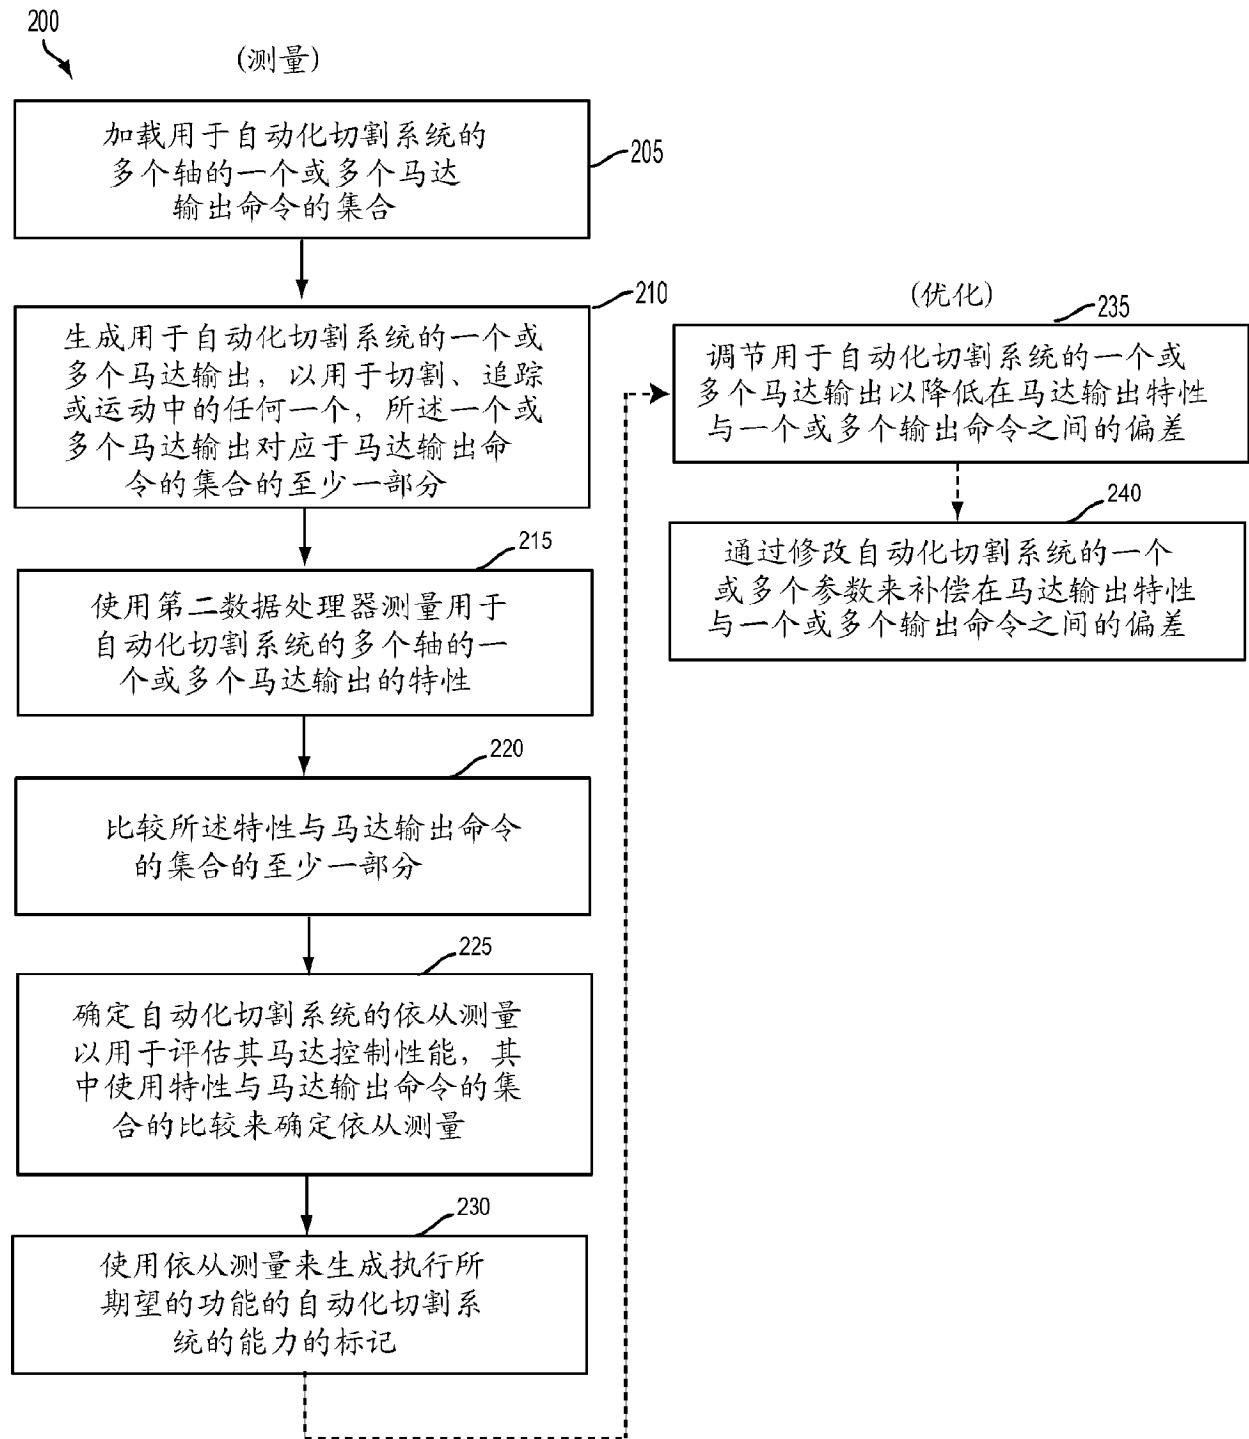 200
(测量)
加载用于自动化切割系统的
多个轴的一个或多个马达
输出命令的集合
205
210
生成用于自动化切割系统的一个或
多个马达输出，以用于切割、追踪
或运动中的任何一个，所述一个或
多个马达输出对应于马达输出命
令的集合的至少一部分
215
使用第二数据处理器测量用于
自动化切割系统的多个轴的一
个或多个马达输出的特性
220
比较所述特性与马达输出命令
的集合的至少一部分
225
确定自动化切割系统的依从测量
以用于评估其马达控制性能，其
中使用特性与马达输出命令的集
合的比较来确定依从测量
230
使用依从测量来生成执行所
期望的功能的自动化切割系
统的能力的标记
(优化)
235
调节用于自动化切割系统的一个或
多个马达输出以降低在马达输出特性
与一个或多个输出命令之间的偏差
240
通过修改自动化切割系统的一个
或多个参数来补偿在马达输出特性
与一个或多个输出命令之间的偏差